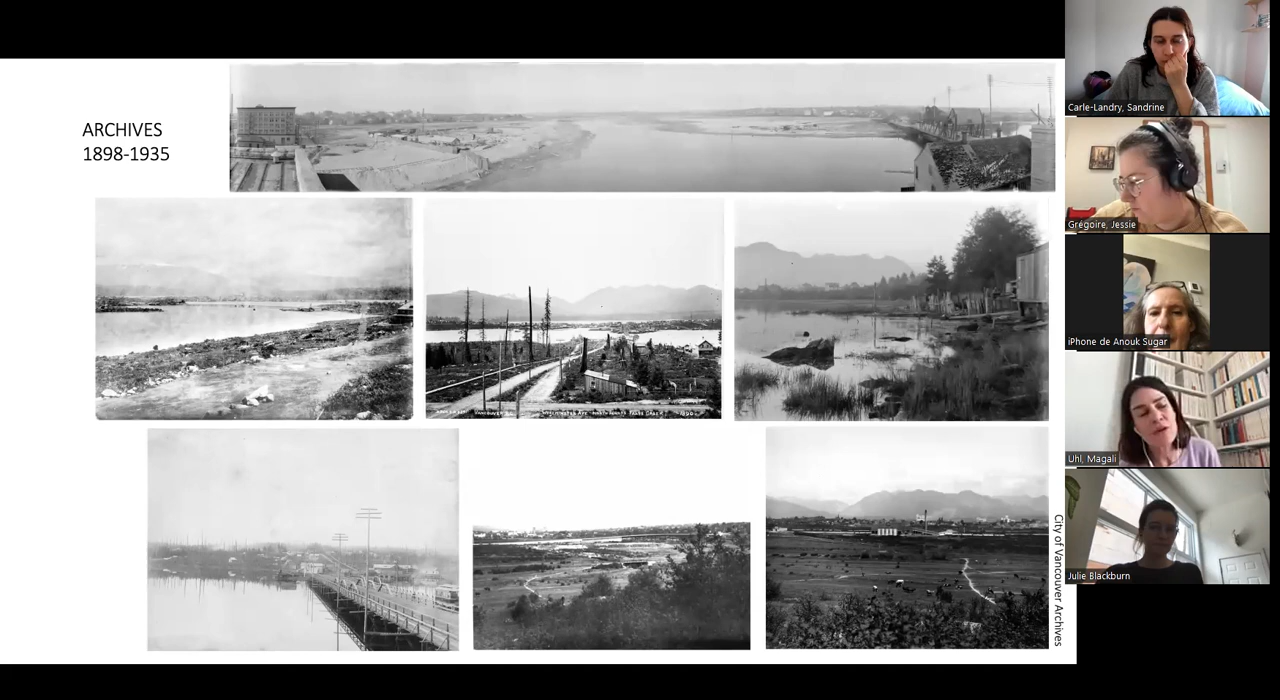 ARCHIVES
1898-1935
City of Vancouver Archives
Carle-Landry, Sandrine
Grégoire, Jessie
iPhone de Anouk Sugar
Uhl, Magali
Julie Blackburn